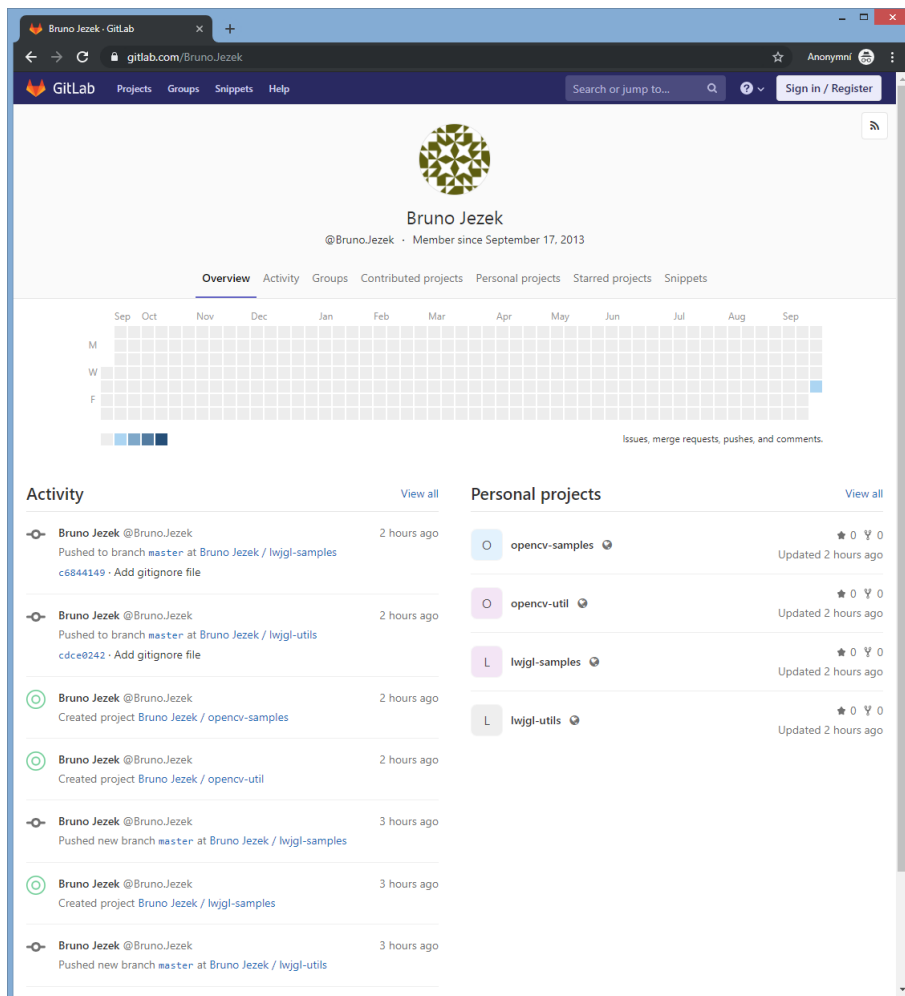 Bruno Jezek · GitLab
gitlab.com/Bruno.Jezek
Anonymní
GitLab Projects Groups Snippets Help Search or jump to... Sign in / Register
Bruno Jezek
@Bruno.Jezek · Member since September 17, 2013
Overview Activity Groups Contributed projects Personal projects Starred projects Snippets
Sep Oct Nov Dec Jan Feb Mar Apr May Jun Jul Aug Sep
M
W
F
Issues, merge requests, pushes, and comments.
Activity View all
Bruno Jezek @Bruno.Jezek 2 hours ago
Pushed to branch master at Bruno Jezek / lwjgl-samples
c6844149 · Add gitignore file
Bruno Jezek @Bruno.Jezek 2 hours ago
Pushed to branch master at Bruno Jezek / lwjgl-utils
cdce0242 · Add gitignore file
Bruno Jezek @Bruno.Jezek 2 hours ago
Created project Bruno Jezek / opencv-samples
Bruno Jezek @Bruno.Jezek 2 hours ago
Created project Bruno Jezek / opencv-util
Bruno Jezek @Bruno.Jezek 3 hours ago
Pushed new branch master at Bruno Jezek / lwjgl-samples
Bruno Jezek @Bruno.Jezek 3 hours ago
Created project Bruno Jezek / lwjgl-samples
Bruno Jezek @Bruno.Jezek 3 hours ago
Pushed new branch master at Bruno Jezek / lwjgl-utils
Personal projects View all
O opencv-samples 0 0
Updated 2 hours ago
O opencv-util 0 0
Updated 2 hours ago
L lwjgl-samples 0 0
Updated 2 hours ago
L lwjgl-utils 0 0
Updated 2 hours ago